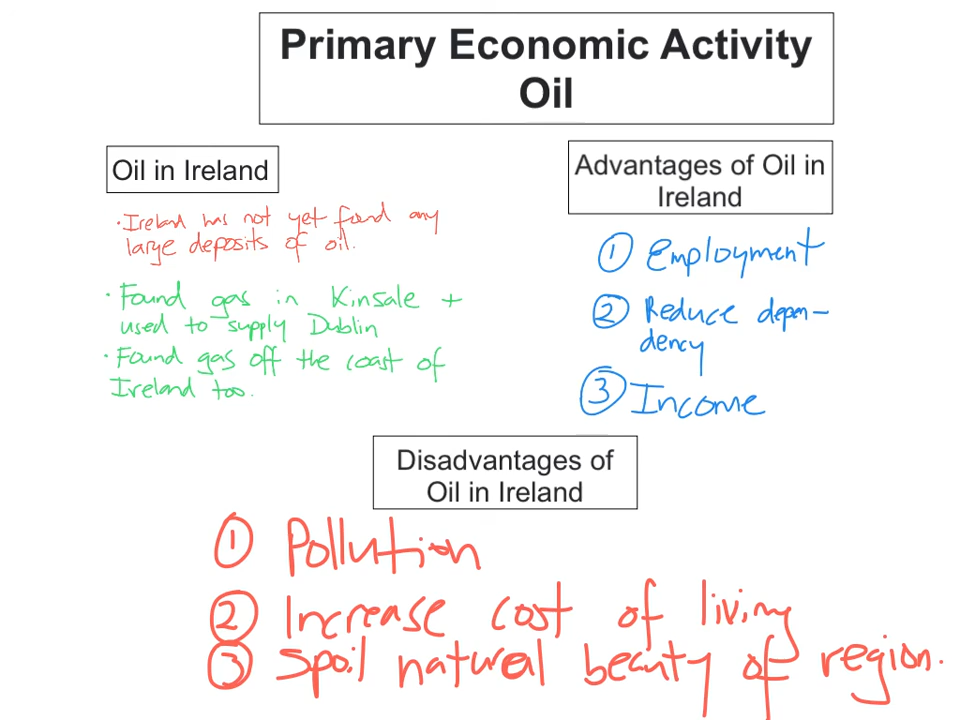 Primary Economic Activity
Oil
Oil in Ireland
· Ireland has not yet found any
large deposits of oil.
· Found gas in Kinsale +
used to supply Dublin
· Found gas off the coast of
Ireland too.
Advantages of Oil in
Ireland
① Employment
② Reduce depen-
dency
③ Income
Disadvantages of
Oil in Ireland
① Pollution
② Increase cost of living
③ Spoil natural beauty of region.